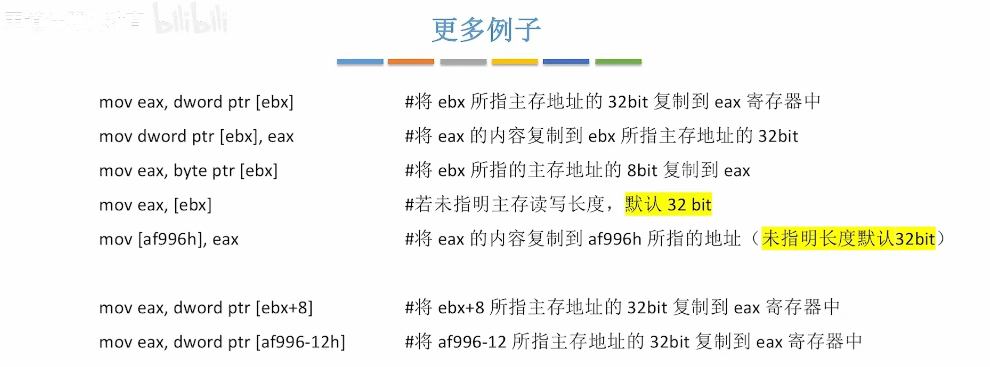 bilibili
更多例子
mov eax, dword ptr [ebx] #将 ebx 所指主存地址的 32bit 复制到 eax 寄存器中
mov dword ptr [ebx], eax #将 eax 的内容复制到 ebx 所指主存地址的 32bit
mov eax, byte ptr [ebx] #将 ebx 所指的主存地址的 8bit 复制到 eax
mov eax, [ebx] #若未指明主存读写长度，默认 32 bit
mov [af996h], eax #将 eax 的内容复制到 af996h 所指的地址（未指明长度默认32bit）
mov eax, dword ptr [ebx+8] #将 ebx+8 所指主存地址的 32bit 复制到 eax 寄存器中
mov eax, dword ptr [af996-12h] #将 af996-12 所指主存地址的 32bit 复制到 eax 寄存器中